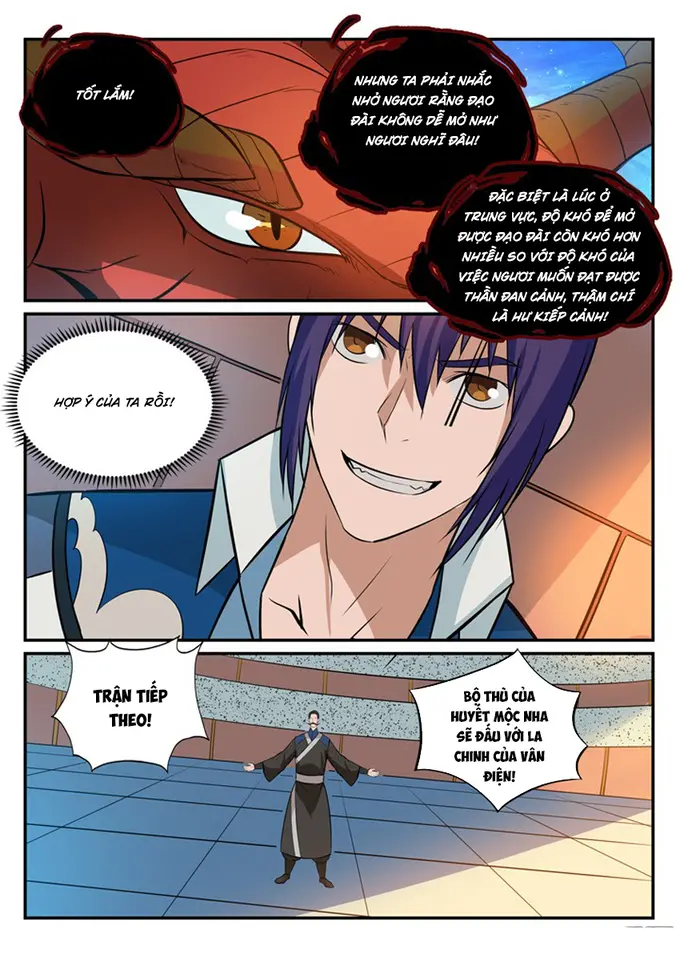 TỐT LẮM!
NHƯNG TA PHẢI NHẮC
NHỞ NGƯƠI RẰNG ĐẠO
ĐÀI KHÔNG DỄ MỞ NHƯ
NGƯƠI NGHĨ ĐÂU!
ĐẶC BIỆT LÀ LÚC Ở
TRUNG VỰC, ĐỘ KHÓ ĐỂ MỞ
ĐƯỢC ĐẠO ĐÀI CÒN KHÓ HƠN
NHIỀU SO VỚI ĐỘ KHÓ CỦA
VIỆC NGƯƠI MUỐN ĐẠT ĐƯỢC
THẦN ĐAN CẢNH, THẬM CHÍ
LÀ HƯ KIẾP CẢNH!
HỢP Ý CỦA TA RỒI!
TRẬN TIẾP
THEO!
BỘ THÙ CỦA
HUYẾT MỘC NHA
SẼ ĐẤU VỚI LA
CHINH CỦA VÂN
ĐIỆN!